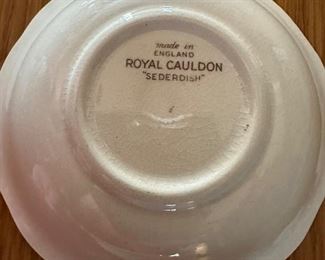 made in
ENGLAND
ROYAL CAULDON
"SEDERDISH"